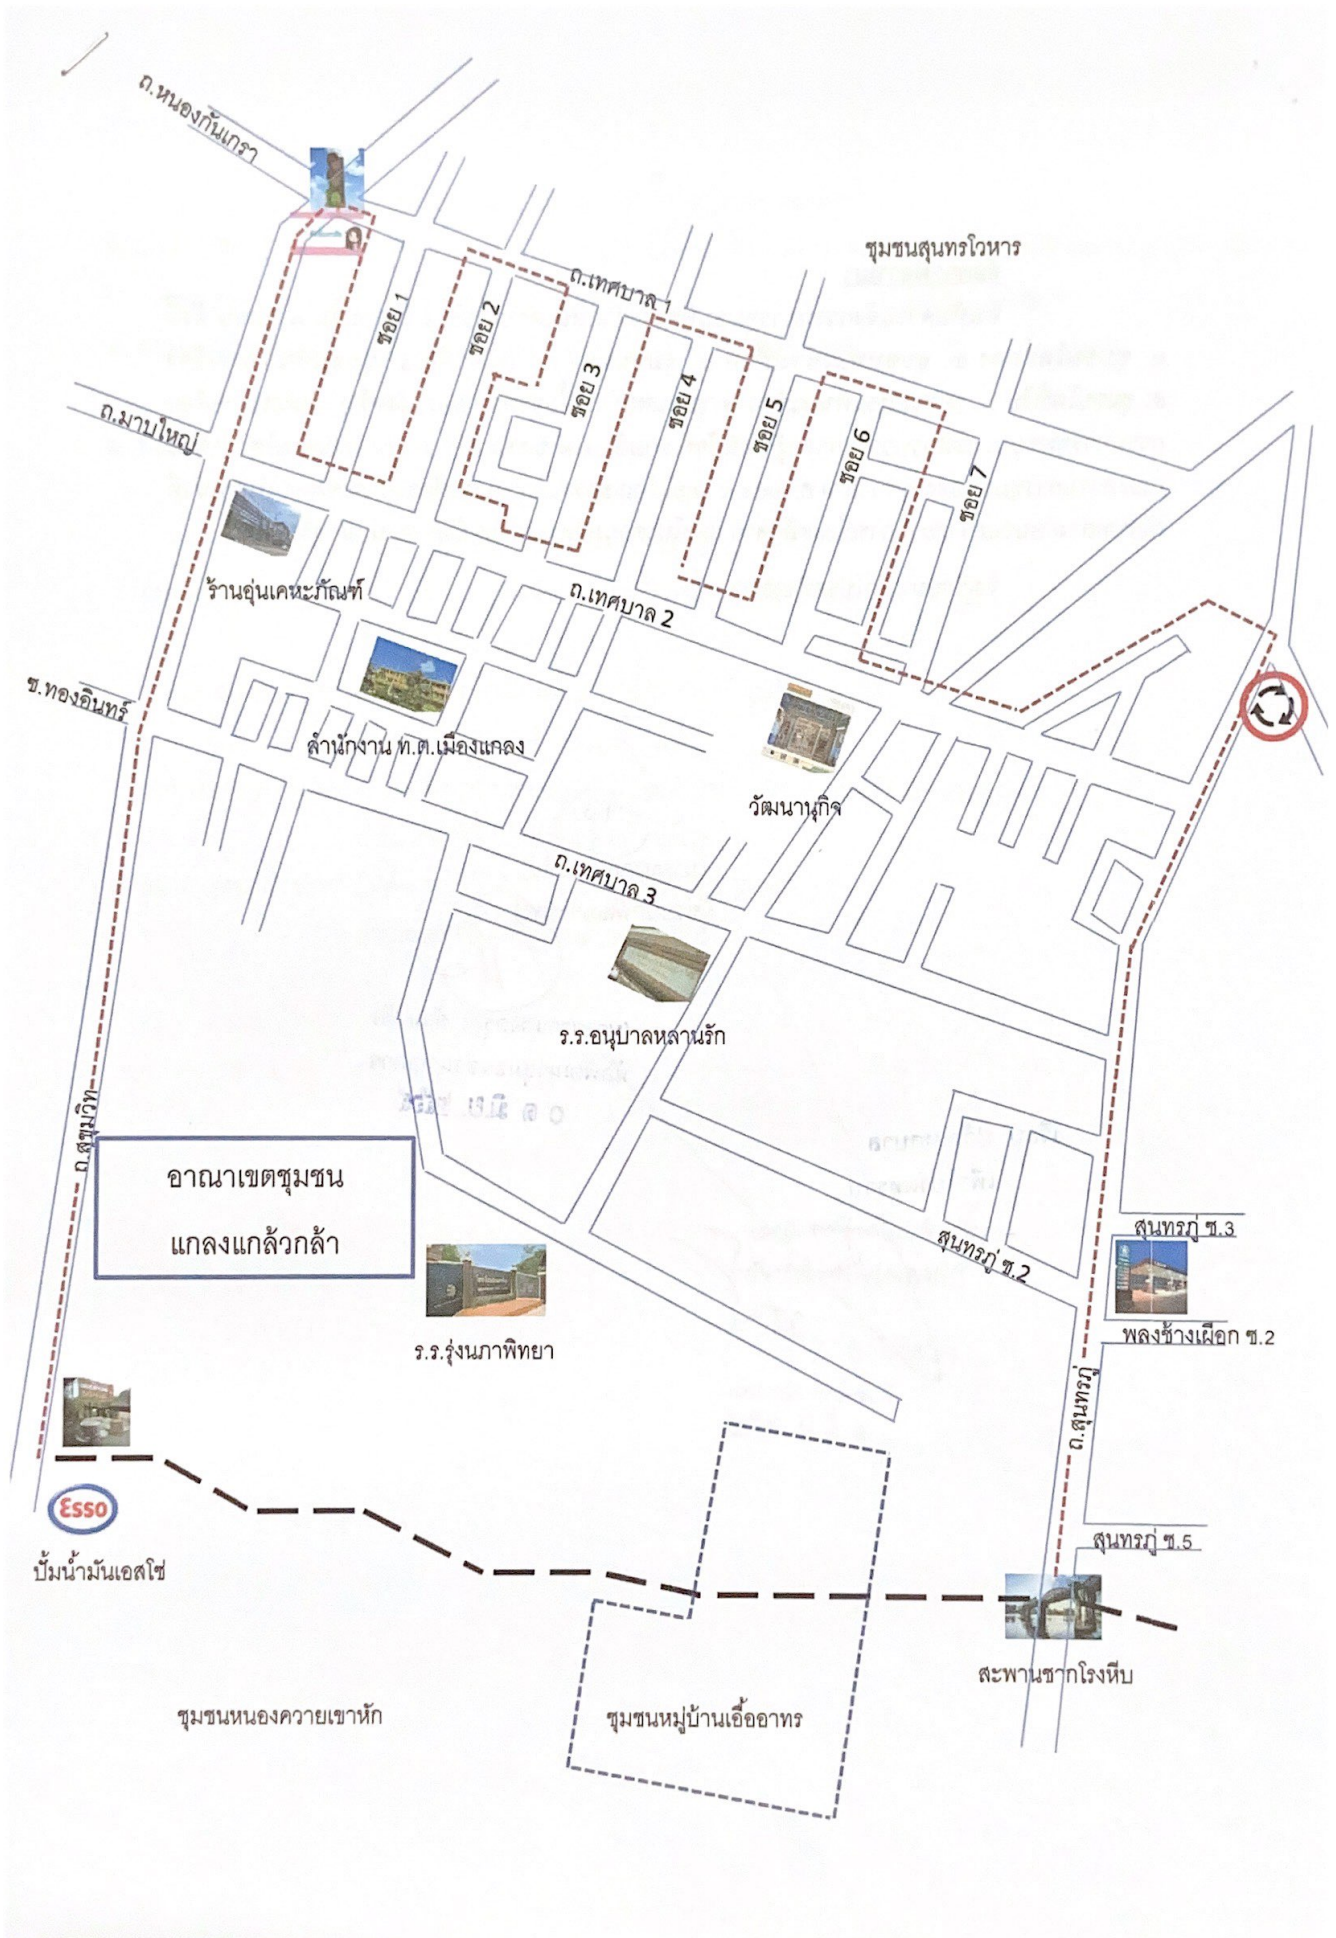 ถ.หนองกันเกรา
ชุมชนสุนทรโวหาร
ถ.เทศบาล 1
ซอย 1
ซอย 2
ซอย 3
ซอย 4
ซอย 5
ซอย 6
ซอย 7
ถ.มาบใหญ่
ร้านอุ่นเคหะภัณฑ์
ถ.เทศบาล 2
ซ.ทองอินทร์
สำนักงาน ท.ต.เมืองแกลง
วัฒนานุกิจ
ถ.เทศบาล 3
ร.ร.อนุบาลหลานรัก
ถ.สุขุมวิท
อาณาเขตชุมชน
แกลงแกล้วกล้า
สุนทรภู่ ซ.3
สุนทรภู่ ซ.2
พลงช้างเผือก ซ.2
ร.ร.รุ่งนภาพิทยา
ถ.สุนทรภู่
Esso
ปั้มน้ำมันเอสโซ่
สุนทรภู่ ซ.5
สะพานซากโรงหีบ
ชุมชนหนองควายเขาหัก
ชุมชนหมู่บ้านเอื้ออาทร